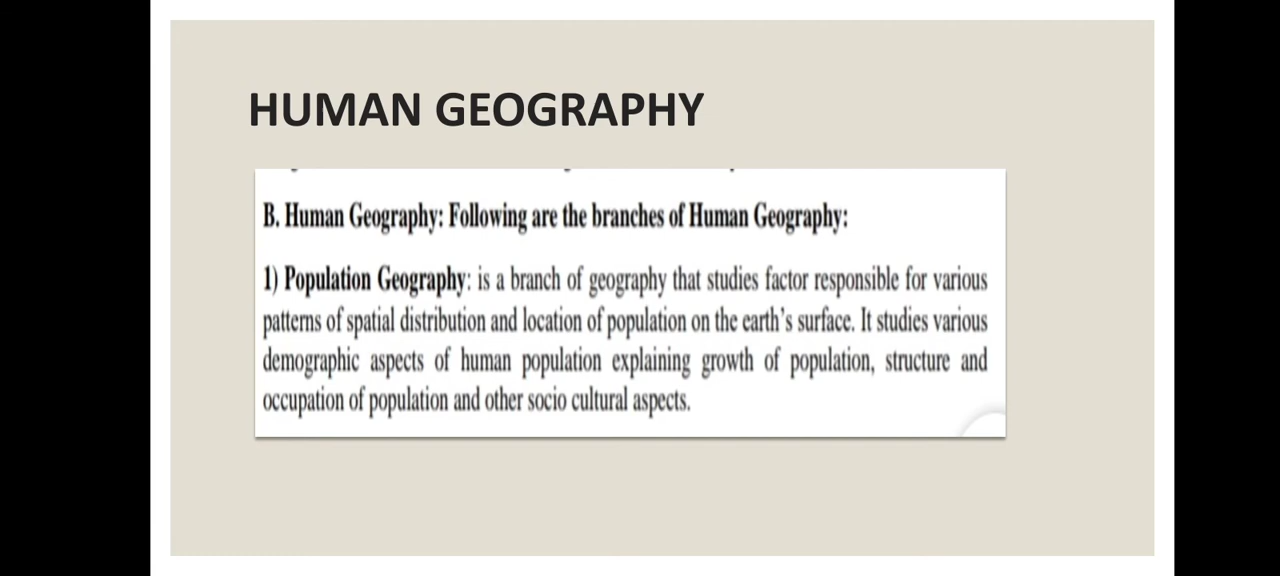 HUMAN GEOGRAPHY
B. Human Geography: Following are the branches of Human Geography:
1) Population Geography: is a branch of geography that studies factor responsible for various
patterns of spatial distribution and location of population on the earth's surface. It studies various
demographic aspects of human population explaining growth of population, structure and
occupation of population and other socio cultural aspects.